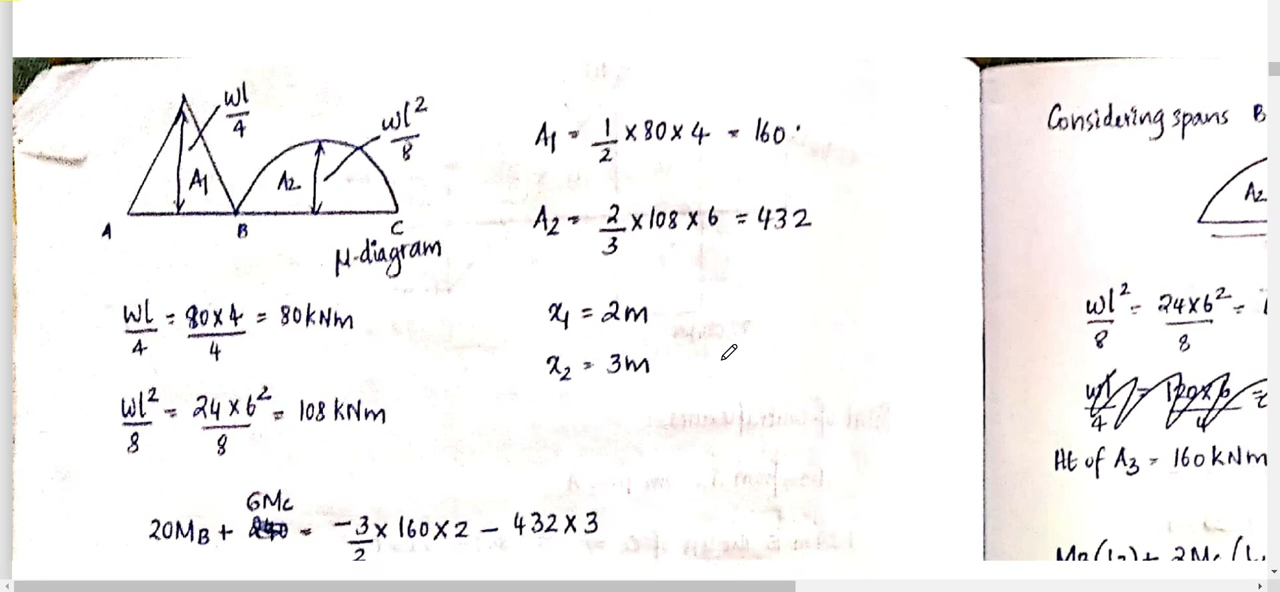 wl/4
wl²/8
A1
A2
A B C
μ-diagram
wl/4 = 80×4/4 = 80 kNm
wl²/8 = 24×6²/8 = 108 kNm
A1 = 1/2 × 80 × 4 = 160
A2 = 2/3 × 108 × 6 = 432
x1 = 2m
x2 = 3m
6Mc
20MB + = -3/2 × 160 × 2 - 432 × 3
Considering spans B
A2
wl²/8 = 24×6²/8 =
Ht of A3 = 160 kNm